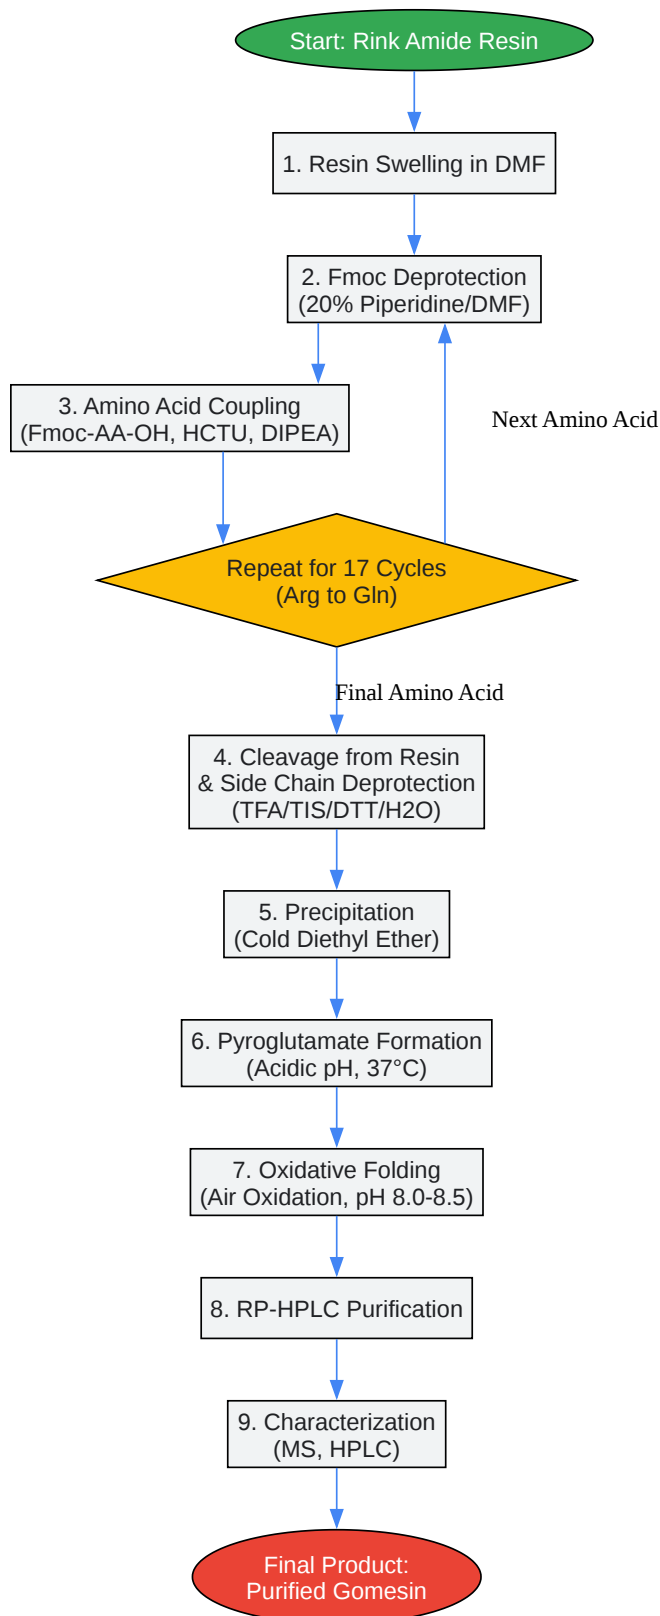 Start: Rink Amide Resin
1. Resin Swelling in DMF
2. Fmoc Deprotection
(20% Piperidine/DMF)
3. Amino Acid Coupling
(Fmoc-AA-OH, HCTU, DIPEA)
Next Amino Acid
Repeat for 17 Cycles
(Arg to Gln)
Final Amino Acid
4. Cleavage from Resin
& Side Chain Deprotection
(TFA/TIS/DTT/H2O)
5. Precipitation
(Cold Diethyl Ether)
6. Pyroglutamate Formation
(Acidic pH, 37°C)
7. Oxidative Folding
(Air Oxidation, pH 8.0-8.5)
8. RP-HPLC Purification
9. Characterization
(MS, HPLC)
Final Product:
Purified Gomesin